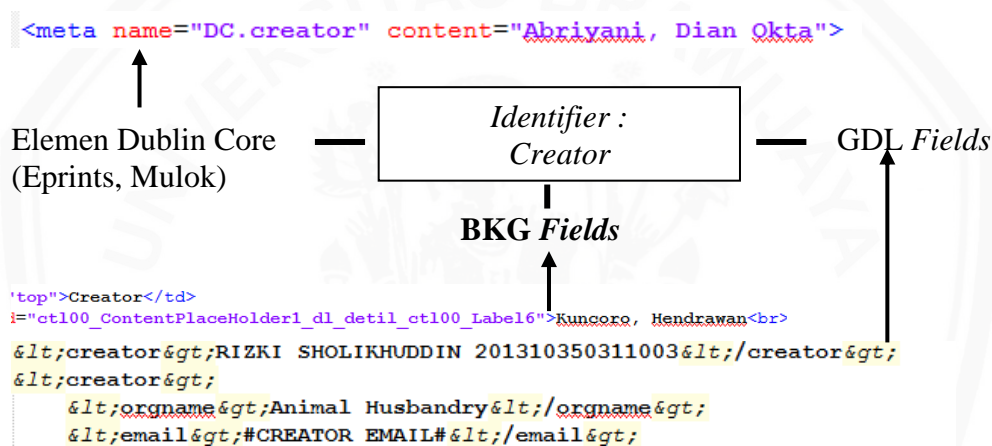 <meta name="DC.creator" content="Abriyani, Dian Okta">
Elemen Dublin Core
(Eprints, Mulok)
Identifier :
Creator
GDL Fields
BKG Fields
'top">Creator</td>
="ctl00_ContentPlaceHolder1_dl_detil_ctl00_Label6">Kuncoro, Hendrawan<br>
&lt;creator&gt;RIZKI SHOLIKHUDDIN 201310350311003&lt;/creator&gt;
&lt;creator&gt;
&lt;orgname&gt;Animal Husbandry&lt;/orgname&gt;
&lt;email&gt;#CREATOR EMAIL#&lt;/email&gt;